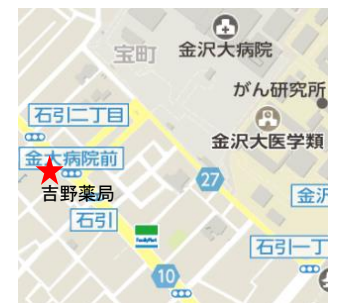 宝町
金沢大病院
がん研究所
石引二丁目
金沢大医学類
金大病院前
27
吉野薬局
金沢
石引
FamilyMart
石引一丁
10